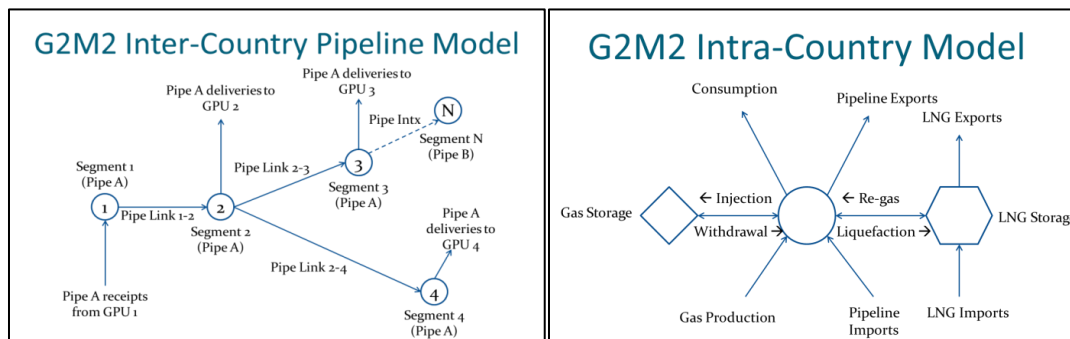 G2M2 Inter-Country Pipeline Model
Pipe A deliveries to
GPU 2
Pipe A deliveries to
GPU 3
Pipe Intx
N
Segment N
(Pipe B)
Segment 1
(Pipe A)
Pipe Link 2-3
3
Segment 3
(Pipe A)
1
Pipe Link 1-2
2
Segment 2
(Pipe A)
Pipe A
deliveries to
GPU 4
Pipe Link 2-4
4
Segment 4
(Pipe A)
Pipe A receipts
from GPU 1
G2M2 Intra-Country Model
Consumption
Pipeline Exports
LNG Exports
← Injection
← Re-gas
Gas Storage
LNG Storage
Withdrawal →
Liquefaction →
Gas Production
Pipeline
Imports
LNG Imports